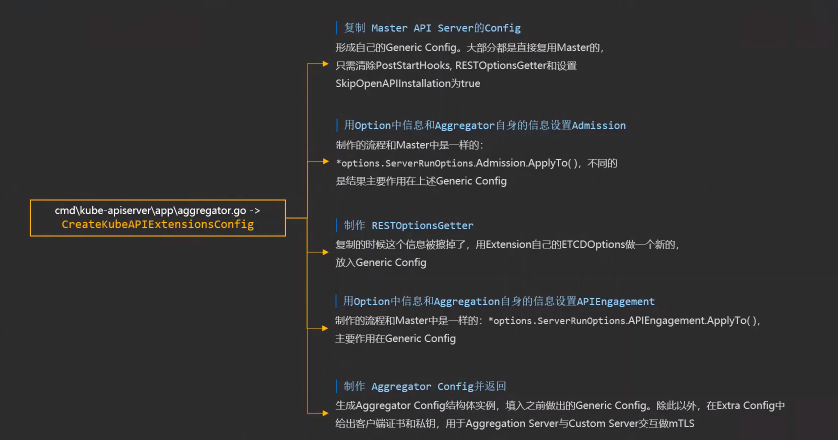 复制 Master API Server的Config
形成自己的Generic Config。大部分都是直接复用Master的，
只需清除PostStartHooks, RESTOptionsGetter和设置
SkipOpenAPIInstallation为true
用Option中信息和Aggregator自身的信息设置Admission
制作的流程和Master中是一样的：
*options.ServerRunOptions.Admission.ApplyTo( )，不同的
是结果主要作用在上述Generic Config
cmd\kube-apiserver\app\aggregator.go ->
CreateKubeAPIExtensionsConfig
制作 RESTOptionsGetter
复制的时候这个信息被擦掉了，用Extension自己的ETCDOptions做一个新的，
放入Generic Config
用Option中信息和Aggregation自身的信息设置APIEngagement
制作的流程和Master中是一样的：*options.ServerRunOptions.APIEngagement.ApplyTo( )，
主要作用在Generic Config
制作 Aggregator Config并返回
生成Aggregator Config结构体实例，填入之前做出的Generic Config。除此以外，在Extra Config中
给出客户端证书和私钥，用于Aggregation Server与Custom Server交互做mTLS